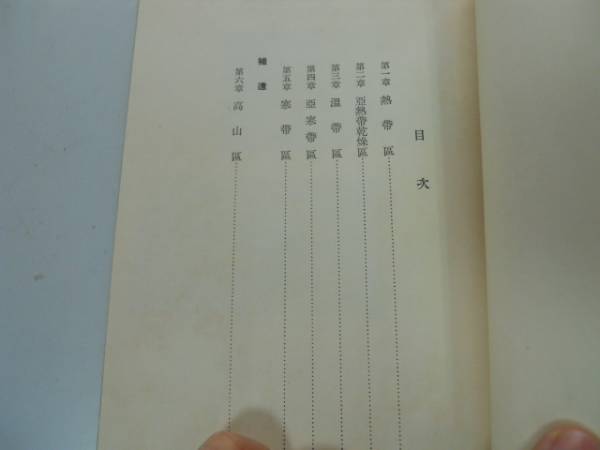 目次
第一章 熱帶區
第二章 亞熱帶乾燥區
第三章 溫帶區
第四章 亞寒帶區
第五章 寒帶區
補遺
第六章 高山區